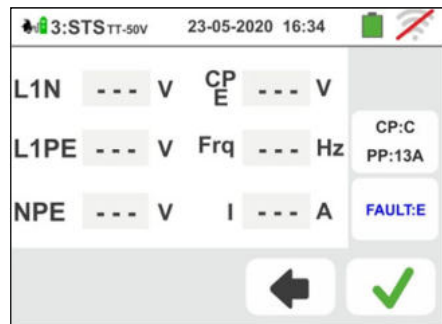 3:STS TT-50V 23-05-2020 16:34
L1N - - - V CP E - - - V
CP:C
L1PE - - - V Frq - - - Hz PP:13A
NPE - - - V I - - - A FAULT:E